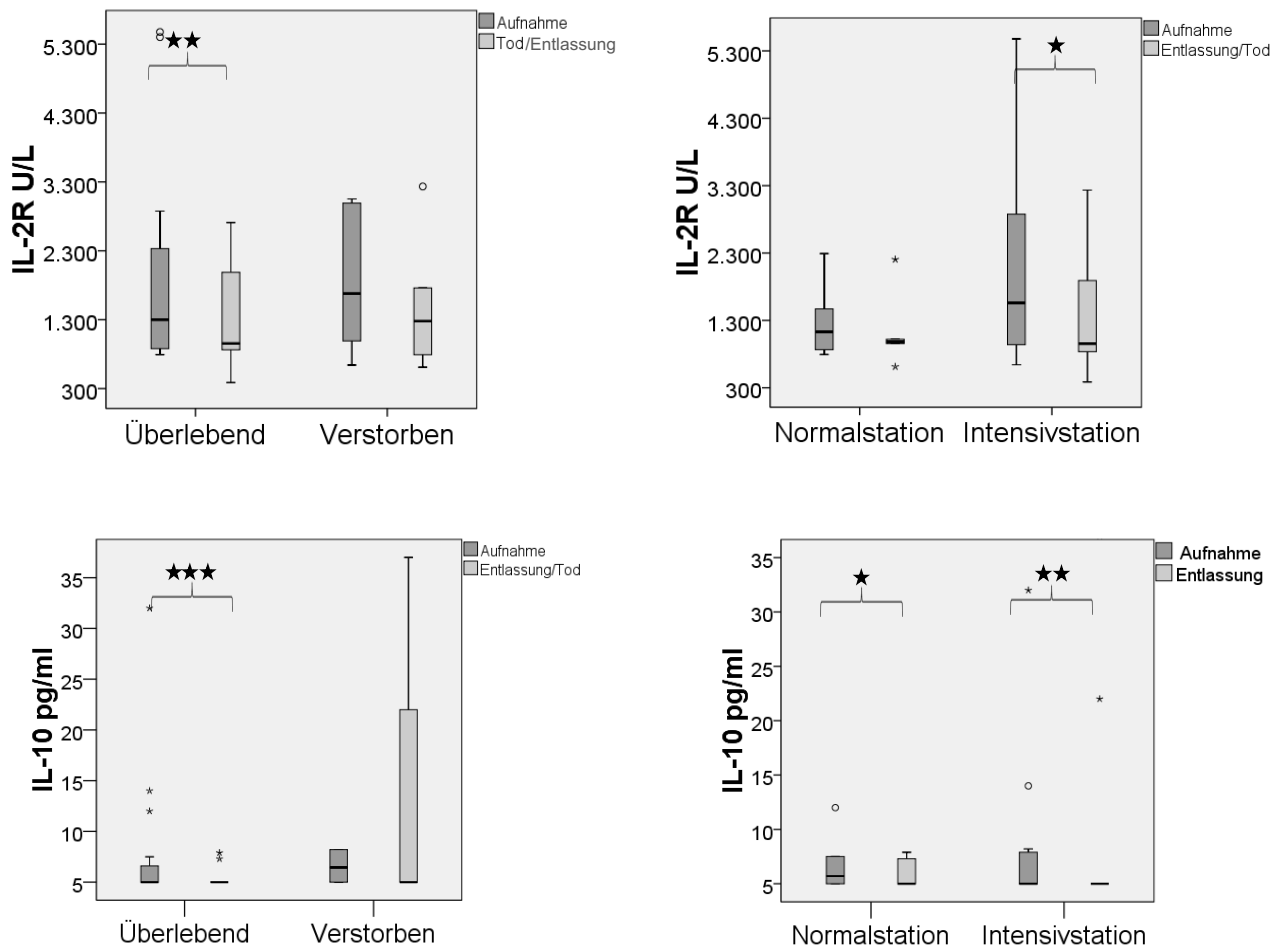 Aufnahme
Tod/Entlassung
5.300
4.300
3.300
2.300
1.300
300
IL-2R U/L
Überlebend Verstorben
Aufnahme
Entlassung/Tod
5.300
4.300
3.300
2.300
1.300
300
IL-2R U/L
Normalstation Intensivstation
Aufnahme
Entlassung/Tod
35
30
25
20
15
10
5
IL-10 pg/ml
Überlebend Verstorben
Aufnahme
Entlassung
35
30
25
20
15
10
5
IL-10 pg/ml
Normalstation Intensivstation